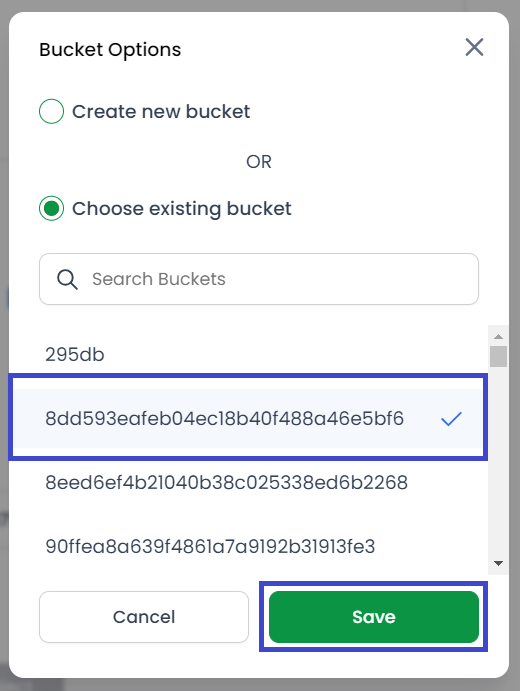 Bucket Options
Create new bucket
OR
Choose existing bucket
Search Buckets
295db
8dd593eafeb04ec18b40f488a46e5bf6
8eed6ef4b21040b38c025338ed6b2268
90ffea8a639f4861a7a9192b31913fe3
Cancel
Save